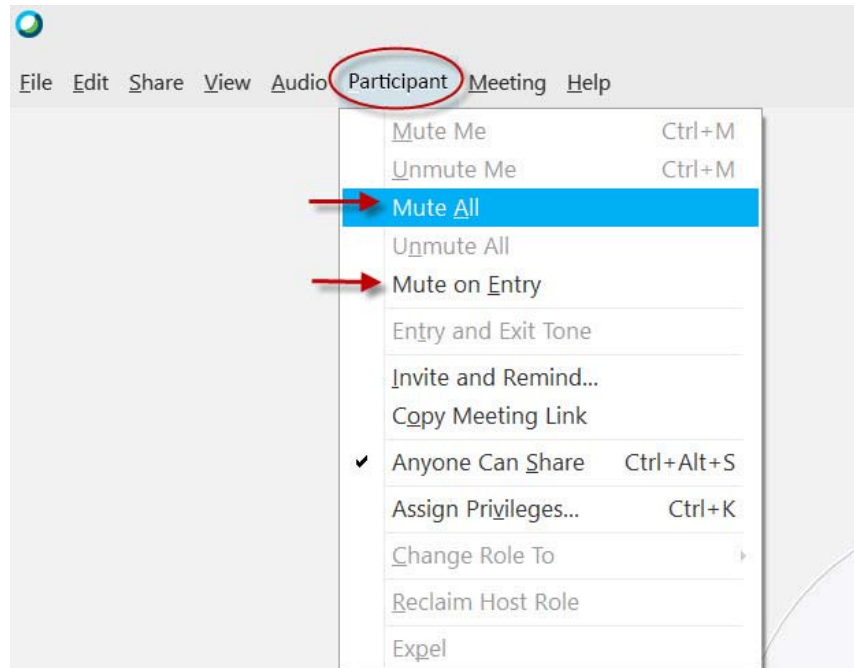 File Edit Share View Audio Participant Meeting Help
Mute Me Ctrl+M
Unmute Me Ctrl+M
Mute All
Unmute All
Mute on Entry
Entry and Exit Tone
Invite and Remind...
Copy Meeting Link
Anyone Can Share Ctrl+Alt+S
Assign Privileges... Ctrl+K
Change Role To
Reclaim Host Role
Expel